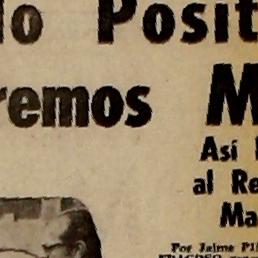 lo Posit
remos M
Así
al Re
Ma
Por Jaime